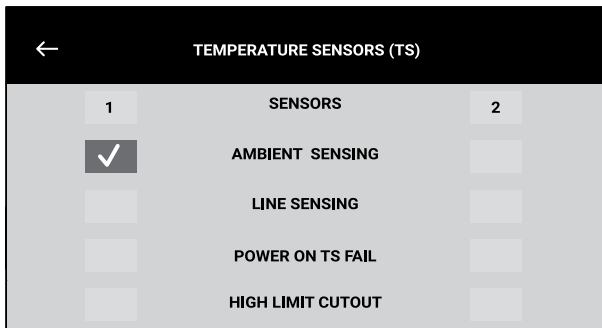 TEMPERATURE SENSORS (TS)
1 SENSORS 2
AMBIENT SENSING
LINE SENSING
POWER ON TS FAIL
HIGH LIMIT CUTOUT